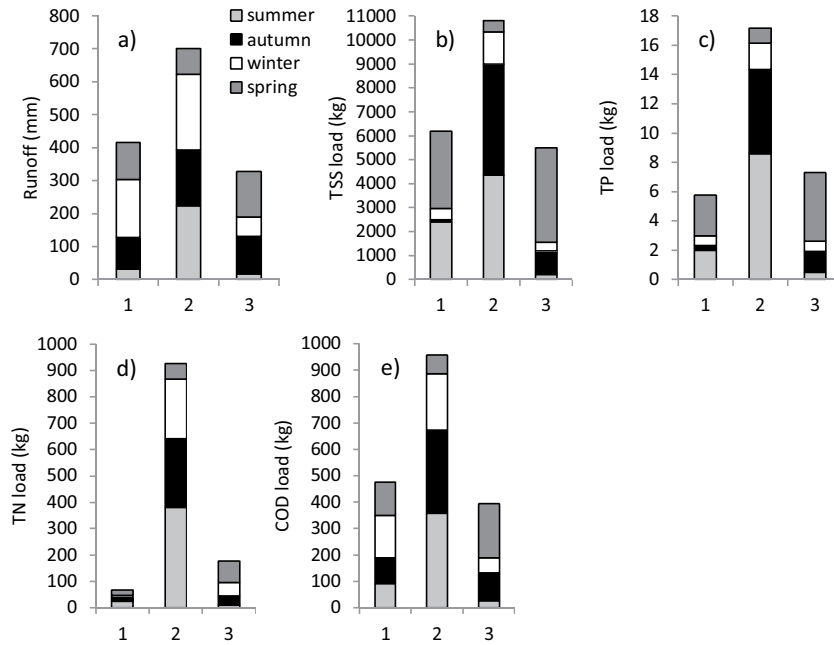 a)
Runoff (mm)
800
700
600
500
400
300
200
100
0
1 2 3
summer
autumn
winter
spring
b)
TSS load (kg)
11000
10000
9000
8000
7000
6000
5000
4000
3000
2000
1000
0
1 2 3
c)
TP load (kg)
18
16
14
12
10
8
6
4
2
0
1 2 3
d)
TN load (kg)
1000
900
800
700
600
500
400
300
200
100
0
1 2 3
e)
COD load (kg)
1000
900
800
700
600
500
400
300
200
100
0
1 2 3